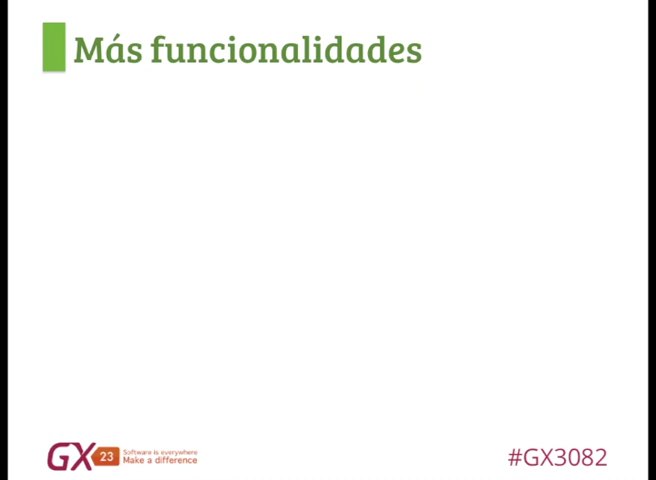 Más funcionalidades
GX 23 Software is everywhere
Make a difference
#GX3082